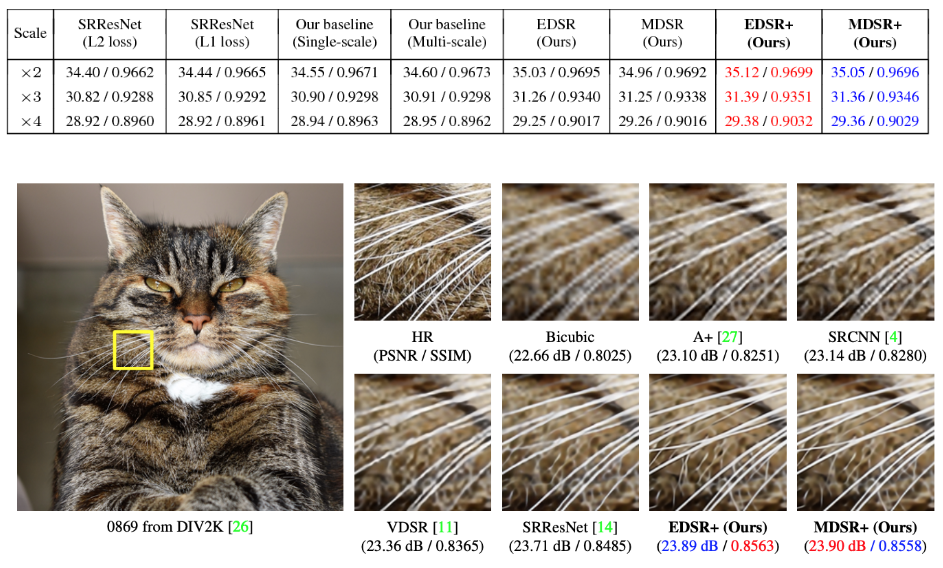 Scale | SRResNet (L2 loss) | SRResNet (L1 loss) | Our baseline (Single-scale) | Our baseline (Multi-scale) | EDSR (Ours) | MDSR (Ours) | EDSR+ (Ours) | MDSR+ (Ours)
×2 | 34.40 / 0.9662 | 34.44 / 0.9665 | 34.55 / 0.9671 | 34.60 / 0.9673 | 35.03 / 0.9695 | 34.96 / 0.9692 | 35.12 / 0.9699 | 35.05 / 0.9696
×3 | 30.82 / 0.9288 | 30.85 / 0.9292 | 30.90 / 0.9298 | 30.91 / 0.9298 | 31.26 / 0.9340 | 31.25 / 0.9338 | 31.39 / 0.9351 | 31.36 / 0.9346
×4 | 28.92 / 0.8960 | 28.92 / 0.8961 | 28.94 / 0.8963 | 28.95 / 0.8962 | 29.25 / 0.9017 | 29.26 / 0.9016 | 29.38 / 0.9032 | 29.36 / 0.9029
HR
(PSNR / SSIM)
Bicubic
(22.66 dB / 0.8025)
A+ [27]
(23.10 dB / 0.8251)
SRCNN [4]
(23.14 dB / 0.8280)
0869 from DIV2K [26]
VDSR [11]
(23.36 dB / 0.8365)
SRResNet [14]
(23.71 dB / 0.8485)
EDSR+ (Ours)
(23.89 dB / 0.8563)
MDSR+ (Ours)
(23.90 dB / 0.8558)